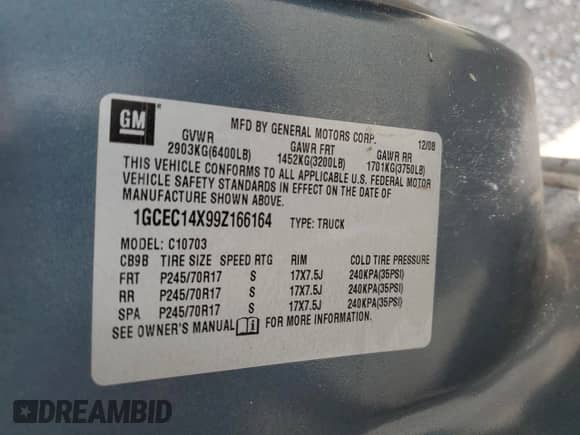 GM
MFD BY GENERAL MOTORS CORP. 12/08
GVWR GAWR FRT GAWR RR
2903KG(6400LB) 1452KG(3200LB) 1701KG(3750LB)
THIS VEHICLE CONFORMS TO ALL APPLICABLE U.S. FEDERAL MOTOR
VEHICLE SAFETY STANDARDS IN EFFECT ON THE DATE OF
MANUFACTURE SHOWN ABOVE.
1GCEC14X99Z166164 TYPE: TRUCK
MODEL: C10703
CB9B TIRE SIZE SPEED RTG RIM COLD TIRE PRESSURE
FRT P245/70R17 S 17X7.5J 240KPA(35PSI)
RR P245/70R17 S 17X7.5J 240KPA(35PSI)
SPA P245/70R17 S 17X7.5J 240KPA(35PSI)
SEE OWNER'S MANUAL FOR MORE INFORMATION.
DREAMBID